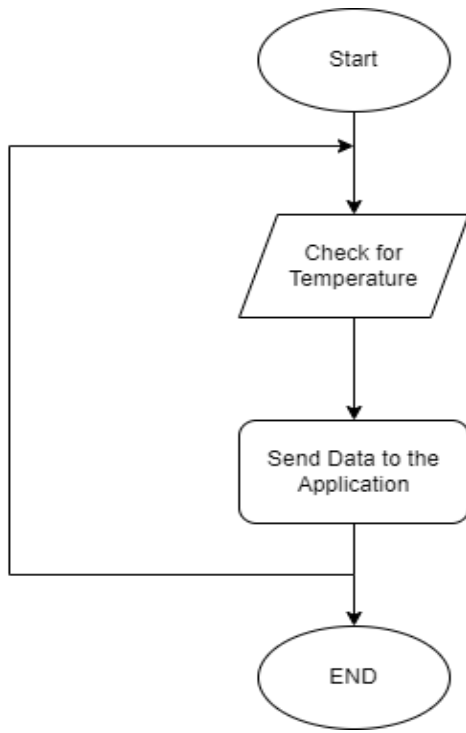 Start
Check for
Temperature
Send Data to the
Application
END